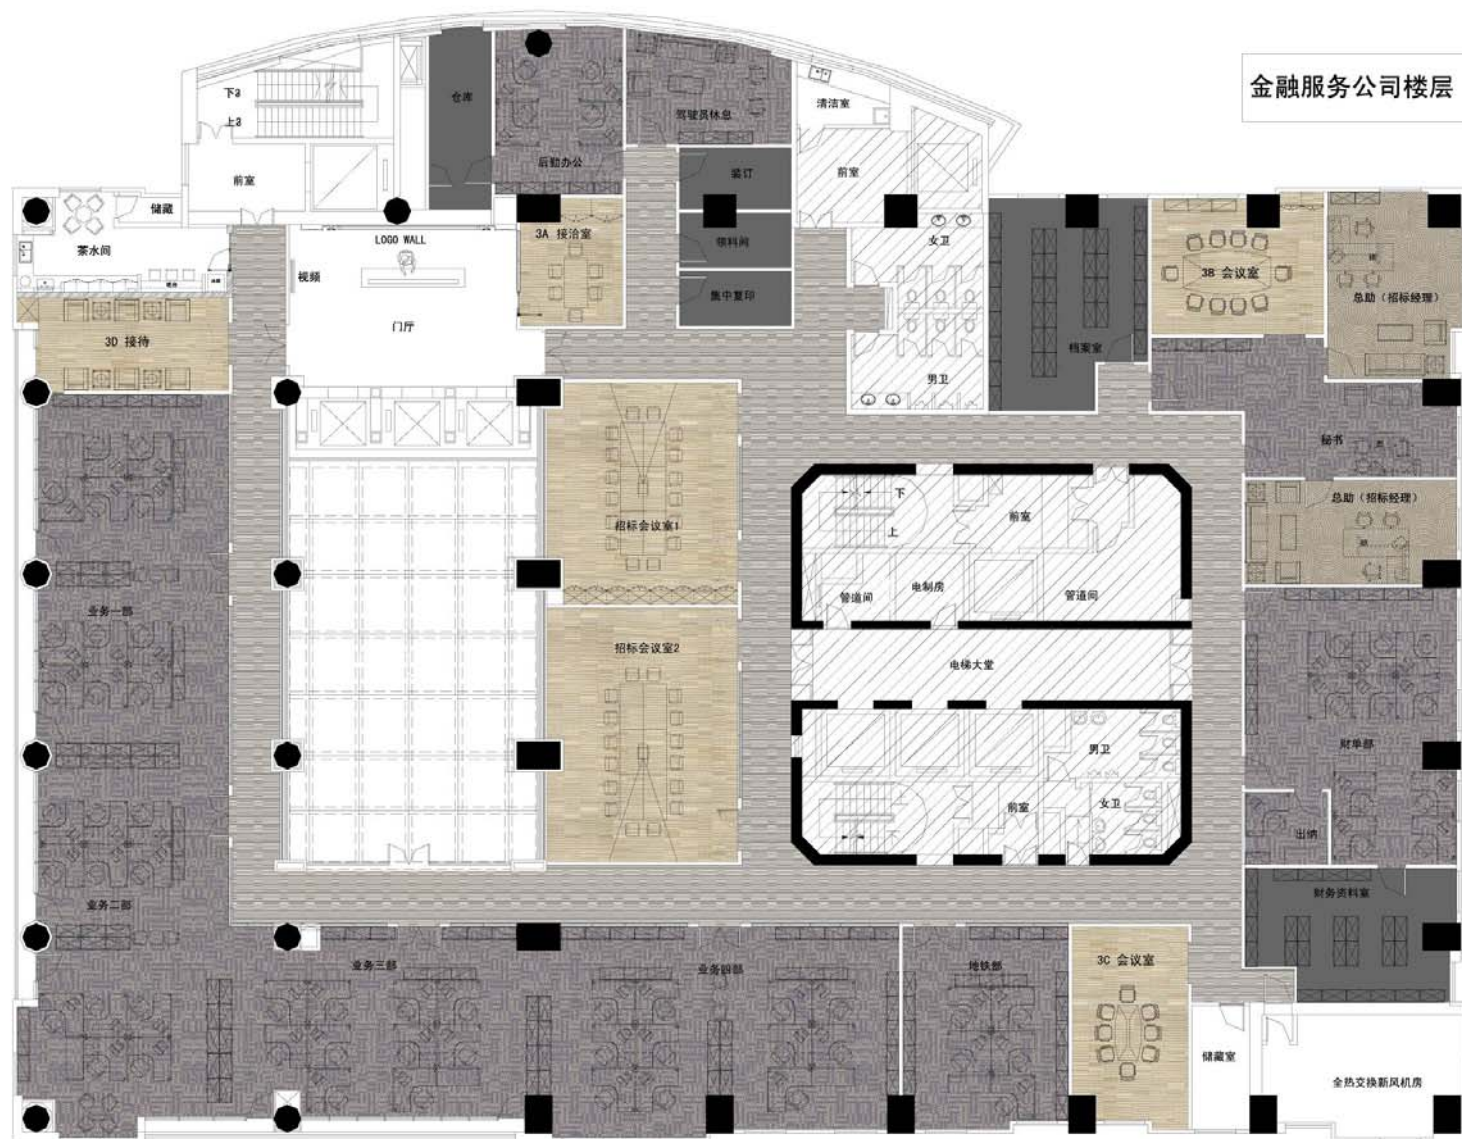 金融服务公司楼层
下3
上3
前室
仓库
后勤办公
驾驶员休息
清洁室
前室
装订
领料间
集中复印
储藏
茶水间
LOGO WALL
视频
门厅
3A 接洽室
女卫
男卫
档案室
3B 会议室
总助（招标经理）
3D 接待
秘书
总助（招标经理）
招标会议室1
招标会议室2
下
上
前室
管道间
电制房
管道间
电梯大堂
男卫
女卫
前室
业务一部
业务二部
财单部
出纳
财务资料室
业务三部
业务四部
地铁部
3C 会议室
储藏室
全热交换新风机房